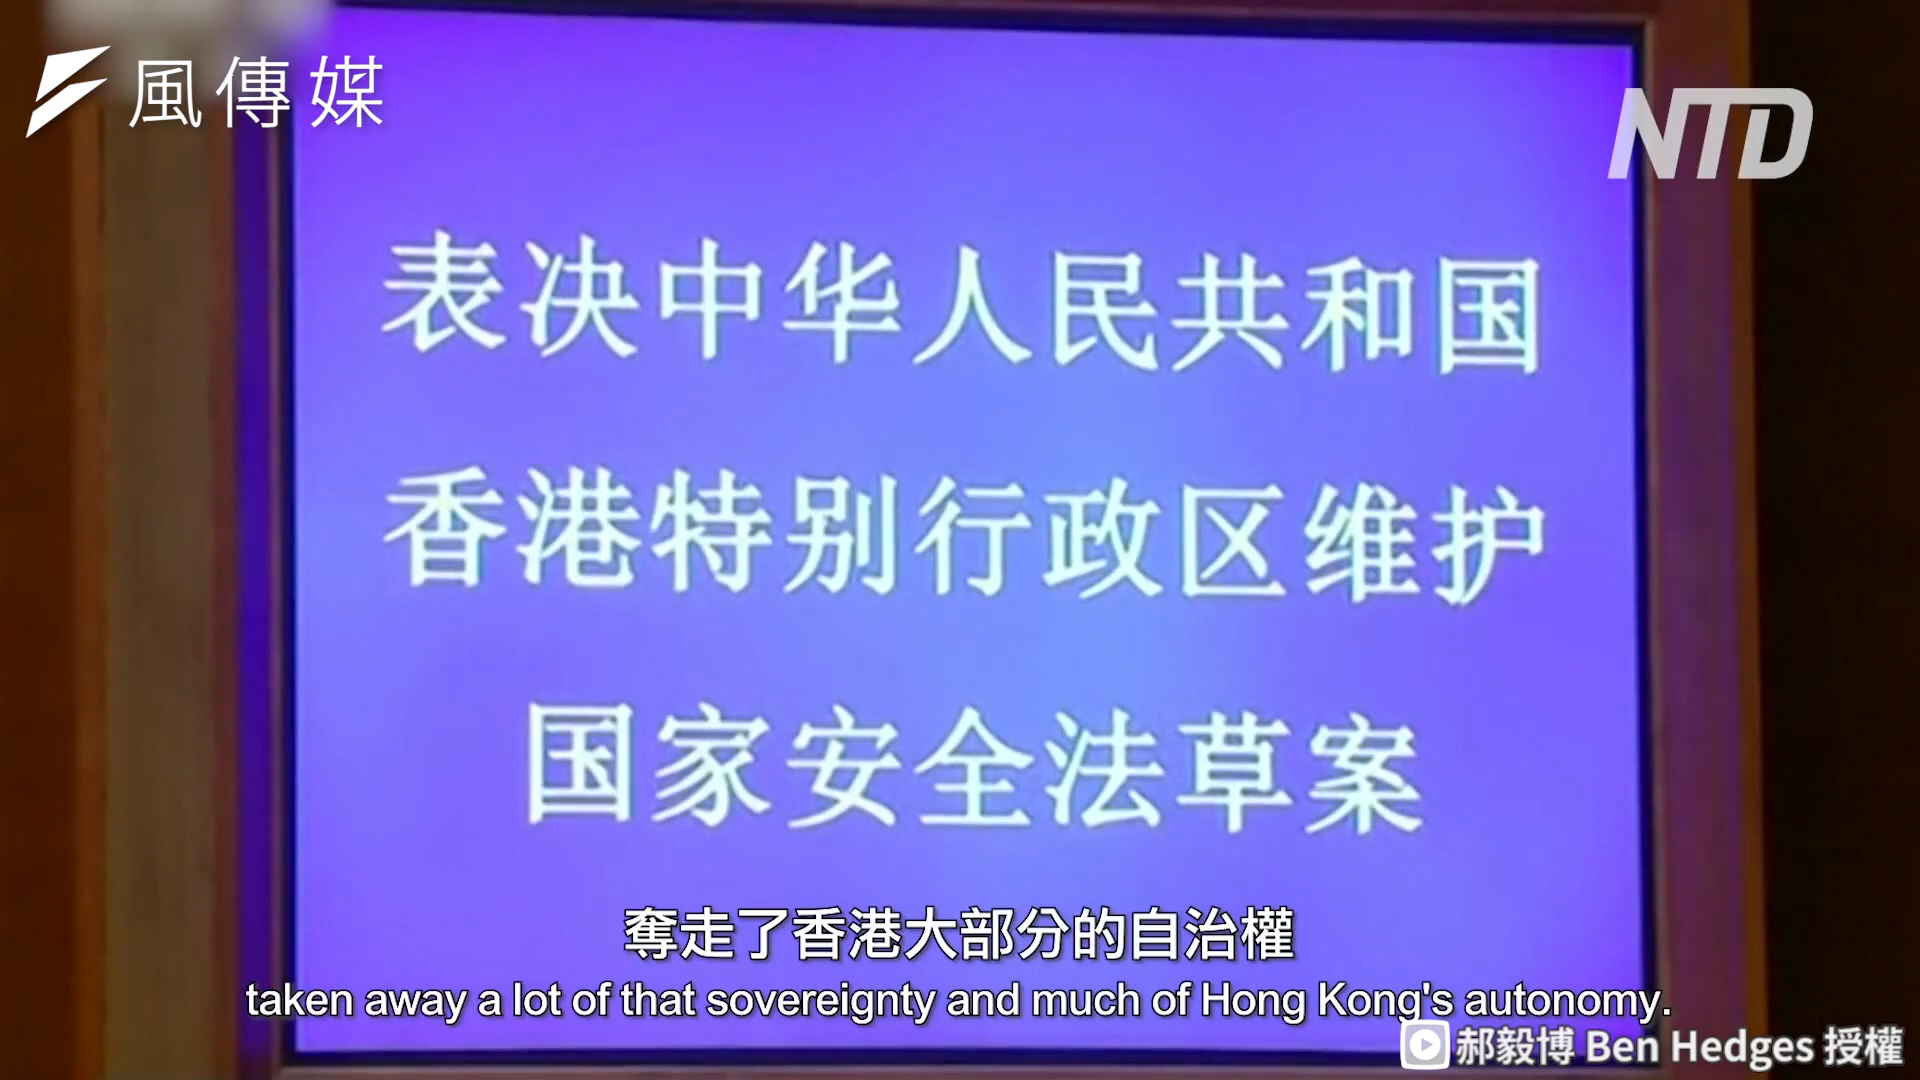 風傳媒
NTD
表决中华人民共和国
香港特别行政区维护
国家安全法草案
奪走了香港大部分的自治權
taken away a lot of that sovereignty and much of Hong Kong's autonomy.
郝毅博 Ben Hedges 授權